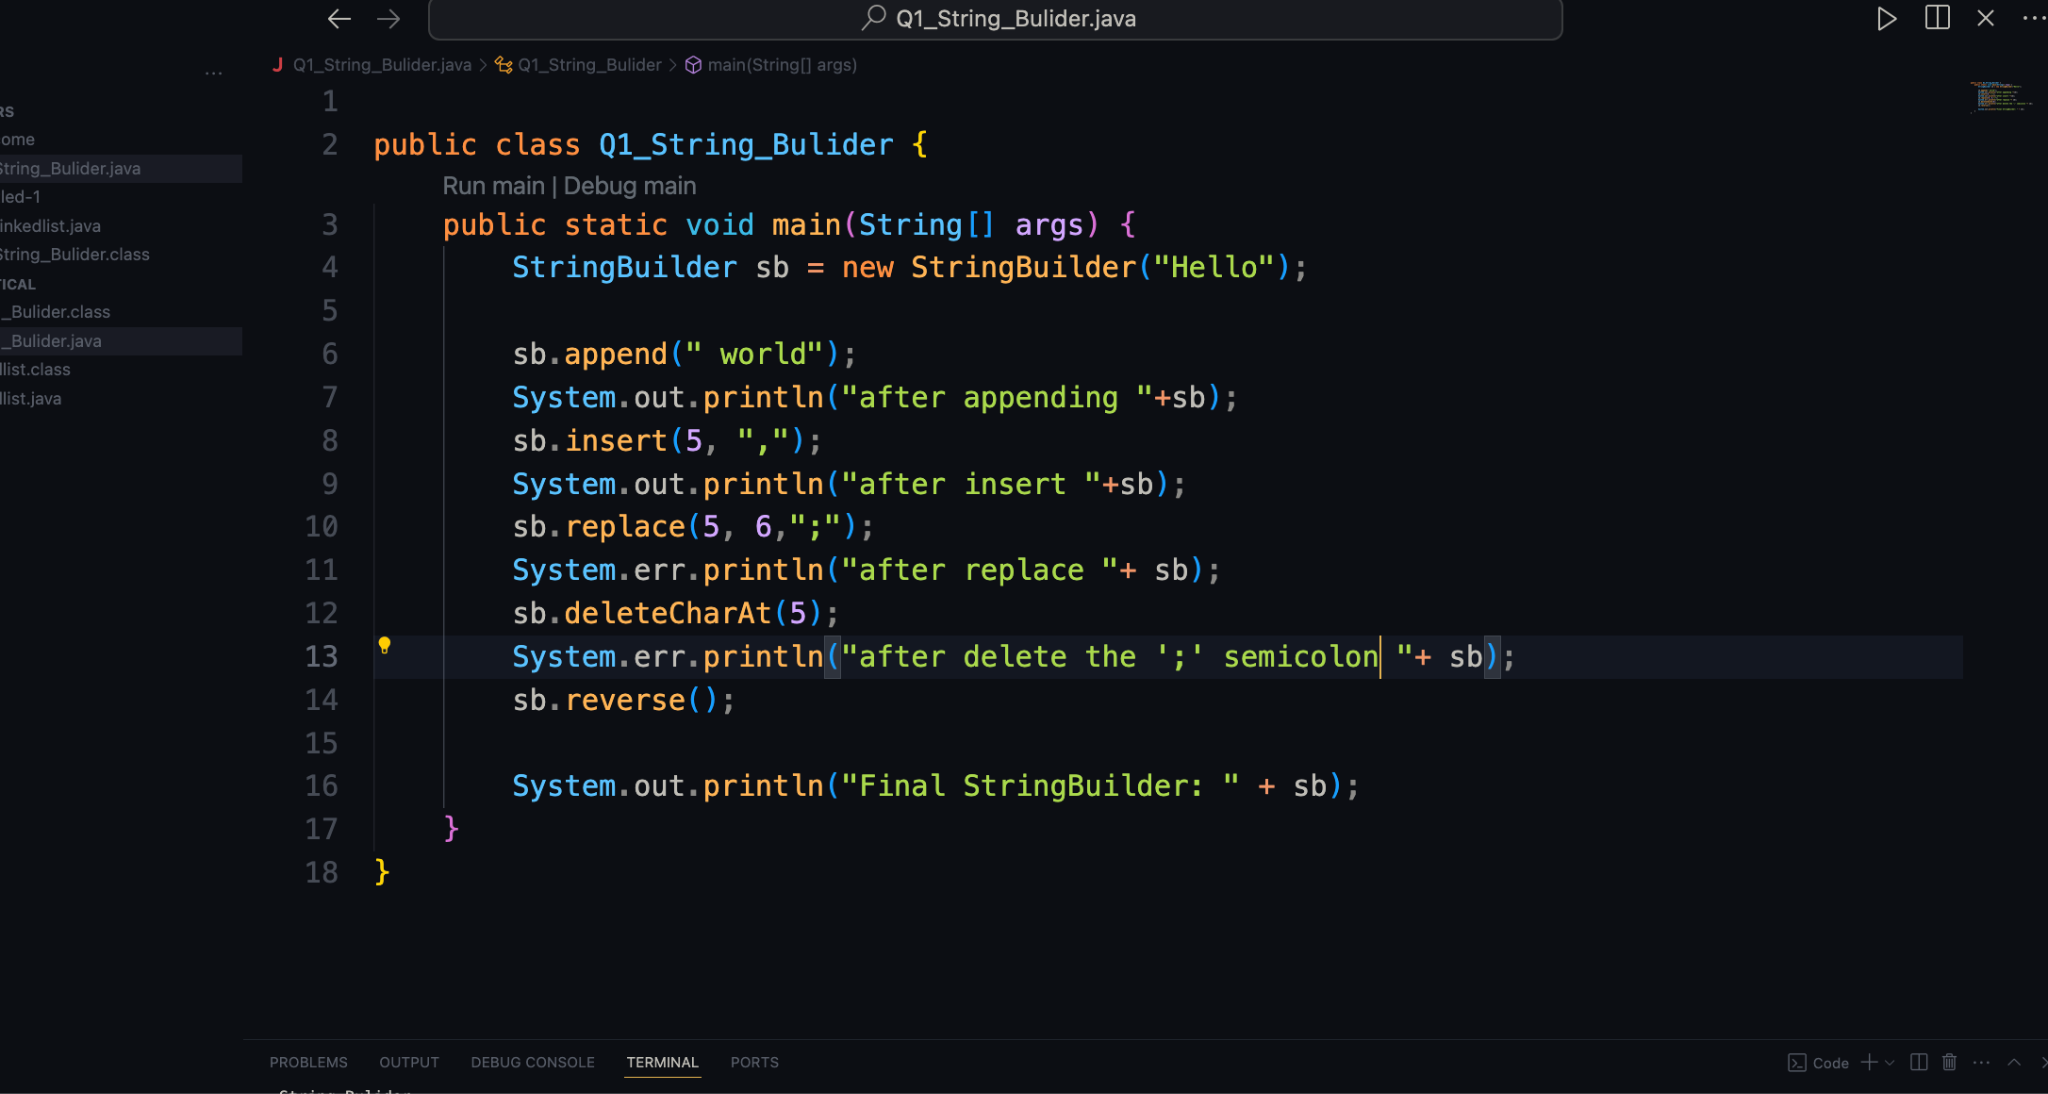 Q1_String_Bulider.java
J Q1_String_Bulider.java > Q1_String_Bulider > main(String[] args)
...
RS
ome
String_Bulider.java
led-1
inkedlist.java
String_Bulider.class
ICAL
_Bulider.class
_Bulider.java
llist.class
llist.java
1
2 public class Q1_String_Bulider {
Run main | Debug main
3 public static void main(String[] args) {
4 StringBuilder sb = new StringBuilder("Hello");
5
6 sb.append(" world");
7 System.out.println("after appending "+sb);
8 sb.insert(5, ",");
9 System.out.println("after insert "+sb);
10 sb.replace(5, 6,";");
11 System.err.println("after replace "+ sb);
12 sb.deleteCharAt(5);
13 System.err.println("after delete the ';' semicolon "+ sb);
14 sb.reverse();
15
16 System.out.println("Final StringBuilder: " + sb);
17 }
18 }
PROBLEMS OUTPUT DEBUG CONSOLE TERMINAL PORTS
Code